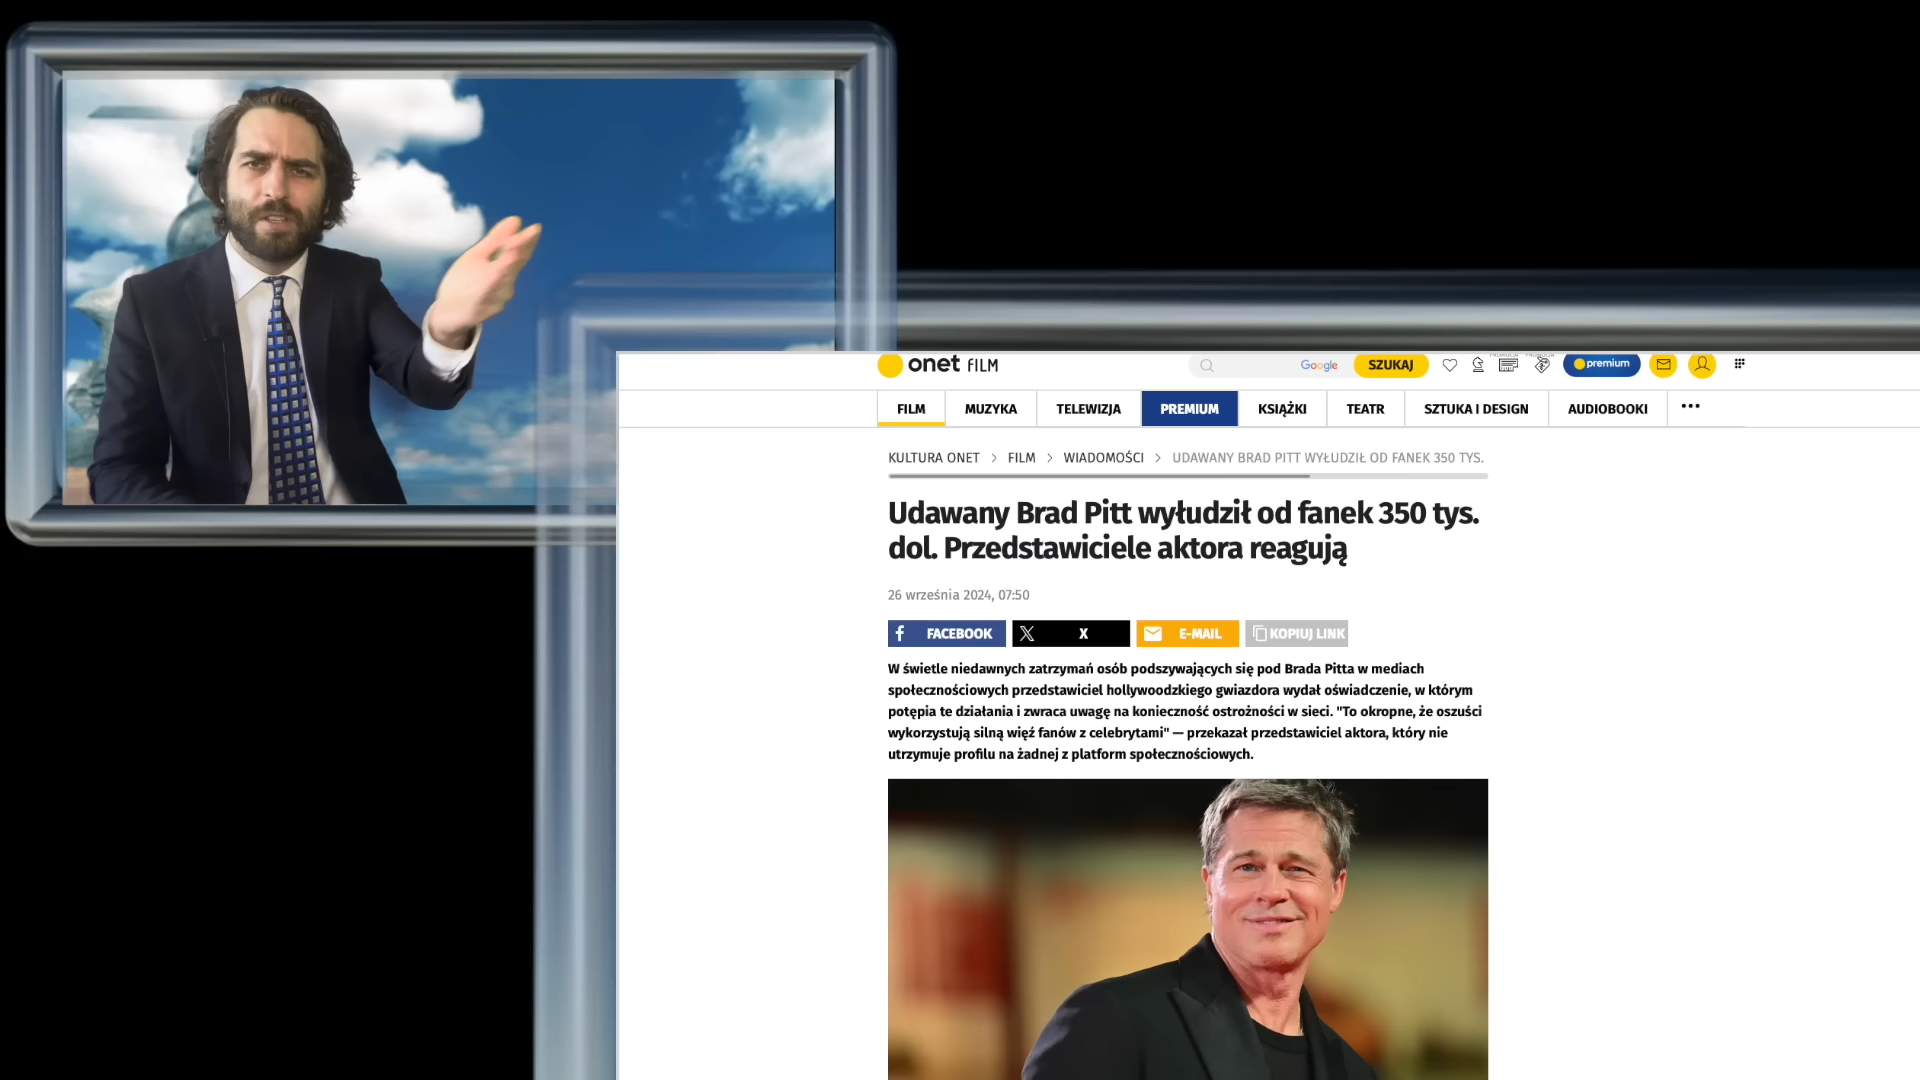 onet FILM
Google
SZUKAJ
premium
FILM
MUZYKA
TELEWIZJA
PREMIUM
KSIĄŻKI
TEATR
SZTUKA I DESIGN
AUDIOBOOKI
KULTURA ONET > FILM > WIADOMOŚCI > UDAWANY BRAD PITT WYŁUDZIŁ OD FANEK 350 TYS.
Udawany Brad Pitt wyłudził od fanek 350 tys.
dol. Przedstawiciele aktora reagują
26 września 2024, 07:50
FACEBOOK
X
E-MAIL
KOPIUJ LINK
W świetle niedawnych zatrzymań osób podszywających się pod Brada Pitta w mediach
społecznościowych przedstawiciel hollywoodzkiego gwiazdora wydał oświadczenie, w którym
potępia te działania i zwraca uwagę na konieczność ostrożności w sieci. "To okropne, że oszuści
wykorzystują silną więź fanów z celebrytami" — przekazał przedstawiciel aktora, który nie
utrzymuje profilu na żadnej z platform społecznościowych.